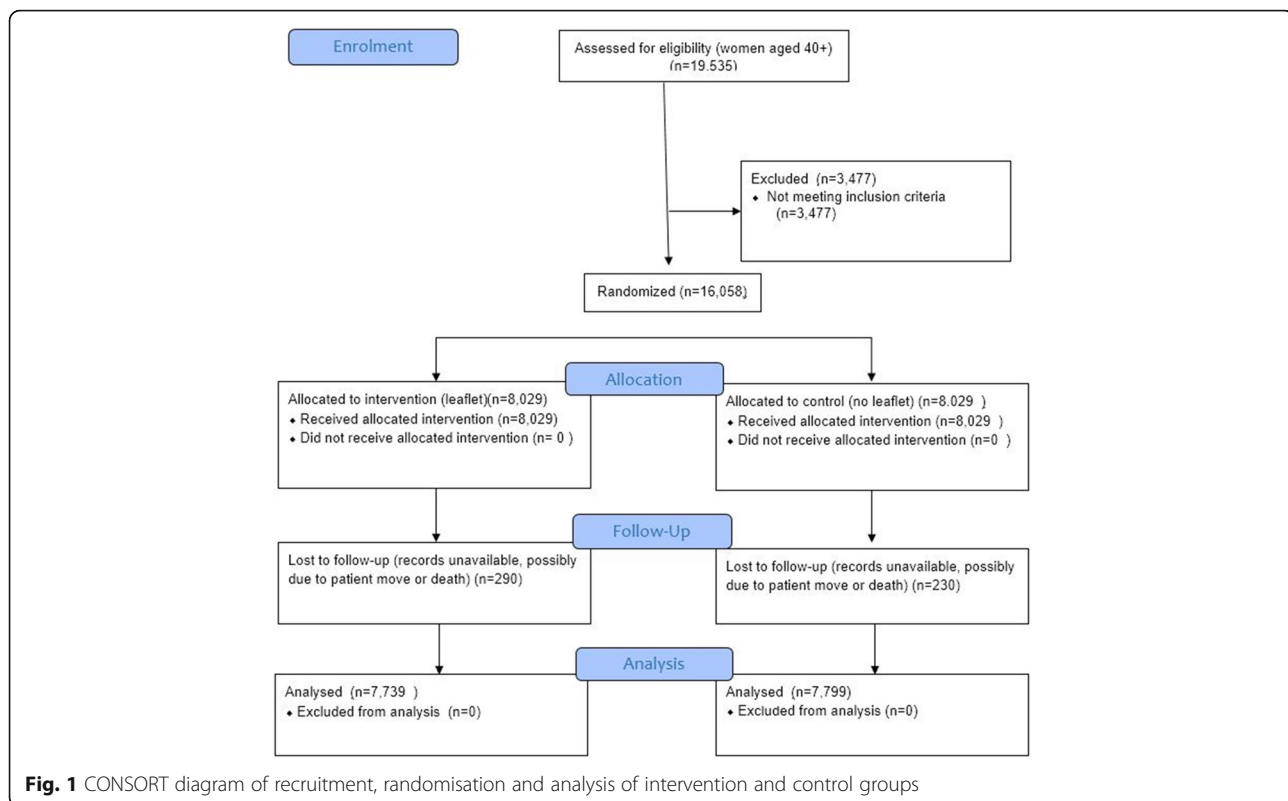 Enrolment
Assessed for eligibility (women aged 40+)
(n=19.535)
Excluded (n=3,477)
♦ Not meeting inclusion criteria
(n=3,477)
Randomized (n=16,058)
Allocation
Allocated to intervention (leaflet)(n=8,029)
♦ Received allocated intervention (n=8,029)
♦ Did not receive allocated intervention (n= 0 )
Allocated to control (no leaflet) (n=8.029 )
♦ Received allocated intervention (n=8,029 )
♦ Did not receive allocated intervention (n=0 )
Follow-Up
Lost to follow-up (records unavailable, possibly
due to patient move or death) (n=290)
Lost to follow-up (records unavailable, possibly
due to patient move or death) (n=230)
Analysis
Analysed (n=7,739 )
♦ Excluded from analysis (n=0)
Analysed (n=7,799)
♦ Excluded from analysis (n=0)
Fig. 1 CONSORT diagram of recruitment, randomisation and analysis of intervention and control groups